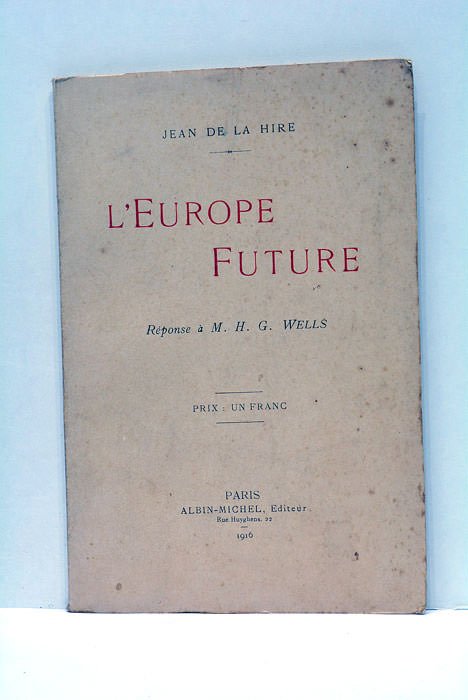 JEAN DE LA HIRE
L'EUROPE
FUTURE
Réponse à M. H. G. WELLS
PRIX : UN FRANC
PARIS
ALBIN-MICHEL, Editeur
Rue Huyghens, 22
1916